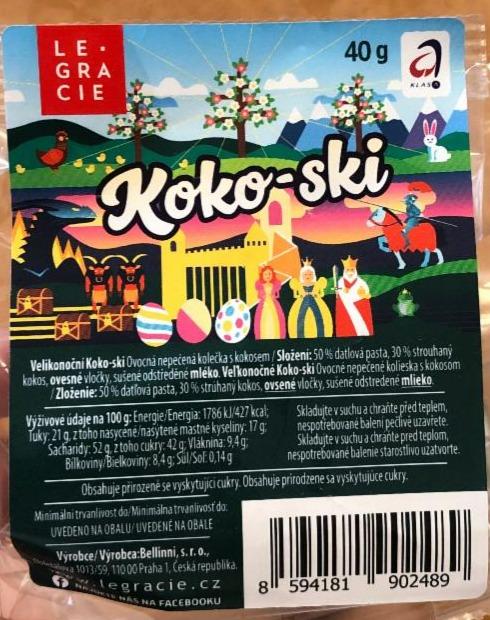 LE·
GRA
CIE
40 g
KLASA
Koko-ski
Velikonoční Koko-ski Ovocná nepečená kolečka s kokosem / Složení: 50 % datlová pasta, 30 % strouhaný
kokos, ovesné vločky, sušené odstředěné mléko. Veľkonočné Koko-ski Ovocné nepečené kolieska s kokosom
/ Zloženie: 50 % datlová pasta, 30 % strúhaný kokos, ovsené vločky, sušené odstredené mlieko.
Výživové údaje na 100 g: Energie/Energia: 1786 kJ/427 kcal;
Tuky: 21 g, z toho nasycené/nasýtené mastné kyseliny: 17 g;
Sacharidy: 52 g, z toho cukry: 42 g; Vláknina: 9,4 g;
Bílkoviny/Bielkoviny: 8,4 g; Sůl/Soľ: 0,14 g
Skladujte v suchu a chraňte před teplem,
nespotřebované balení pečlivě uzavřete.
Skladujte v suchu a chraňte pred teplom,
nespotrebované balenie starostlivo uzatvorte.
Obsahuje přirozeně se vyskytující cukry. Obsahuje prirodzene sa vyskytujúce cukry.
Minimální trvanlivost do/Minimálna trvanlivosť do:
UVEDENO NA OBALU/ UVEDENÉ NA OBALE
Výrobce/ Výrobca:Bellinni, s. r. o.,
1013/59, 110 00 Praha 1, Česká republika.
.legracie.cz
NÁS NA FACEBOOKU
8 594181 902489